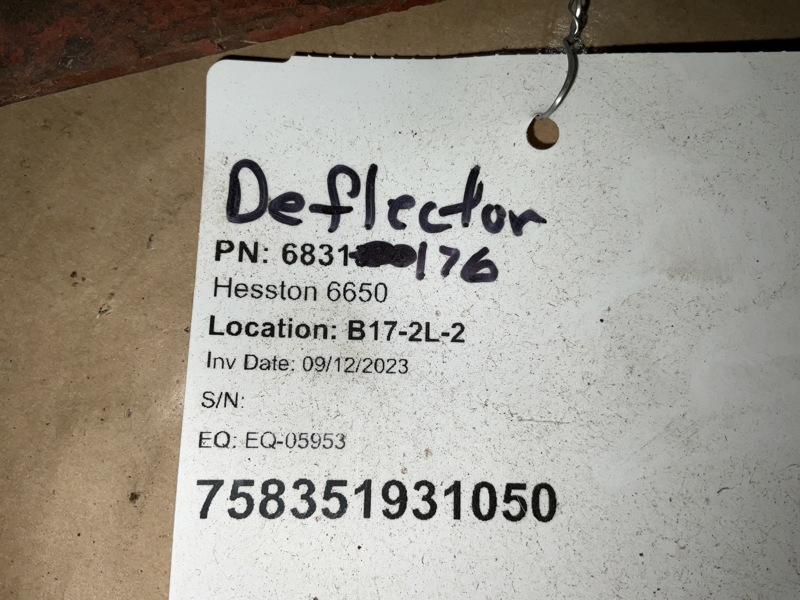 Deflector
PN: 6831 176
Hesston 6650
Location: B17-2L-2
Inv Date: 09/12/2023
S/N:
EQ: EQ-05953
758351931050